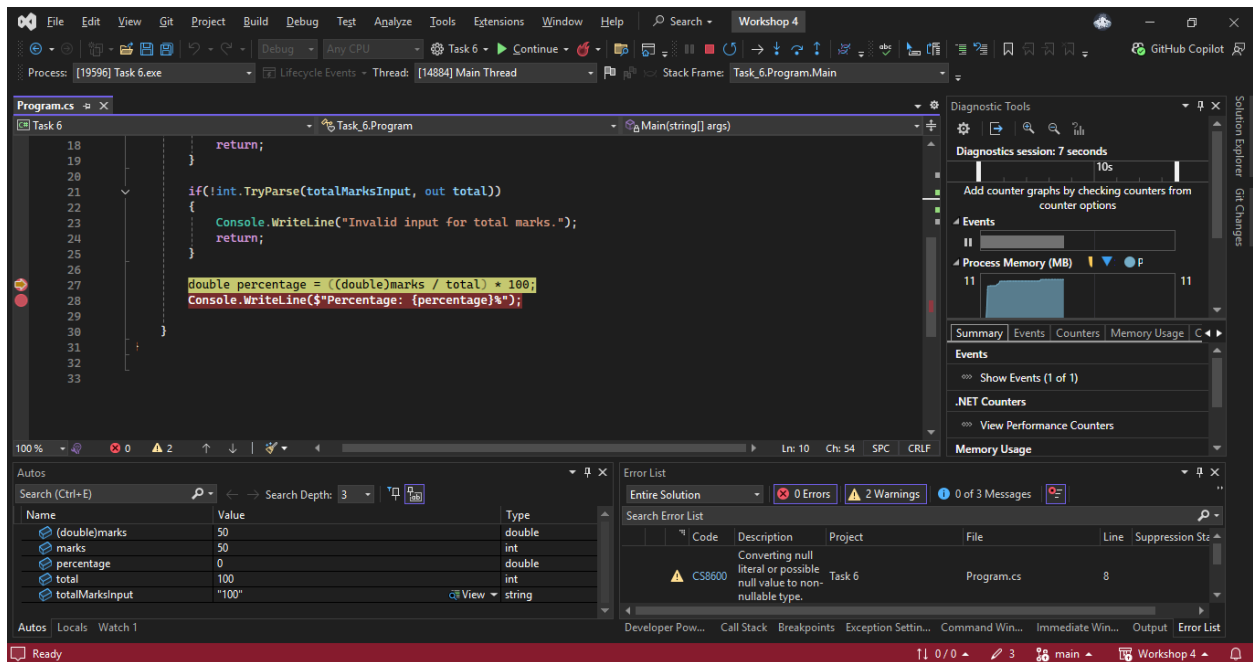 File Edit View Git Project Build Debug Test Analyze Tools Extensions Window Help Search Workshop 4
Debug Any CPU Task 6 Continue GitHub Copilot
Process: [19596] Task 6.exe Lifecycle Events Thread: [14884] Main Thread Stack Frame: Task_6.Program.Main
Program.cs
C# Task 6 Task_6.Program Main(string[] args)
18 return;
19 }
20
21 if(!int.TryParse(totalMarksInput, out total))
22 {
23 Console.WriteLine("Invalid input for total marks.");
24 return;
25 }
26
27 double percentage = ((double)marks / total) * 100;
28 Console.WriteLine($"Percentage: {percentage}%");
29
30 }
31
32
33
100 % 0 2 Ln: 10 Ch: 54 SPC CRLF
Diagnostic Tools
Diagnostics session: 7 seconds
10s
Add counter graphs by checking counters from
counter options
Events
Process Memory (MB) P
11 11
Summary Events Counters Memory Usage C
Events
Show Events (1 of 1)
.NET Counters
View Performance Counters
Memory Usage
Solution Explorer
Git Changes
Autos
Search (Ctrl+E) Search Depth: 3
Name Value Type
(double)marks 50 double
marks 50 int
percentage 0 double
total 100 int
totalMarksInput "100" View string
Autos Locals Watch 1
Error List
Entire Solution 0 Errors 2 Warnings 0 of 3 Messages
Search Error List
Code Description Project File Line Suppression Sta
CS8600 Converting null
literal or possible
null value to non-
nullable type. Task 6 Program.cs 8
Developer Pow... Call Stack Breakpoints Exception Settin... Command Win... Immediate Win... Output Error List
Ready 0 / 0 3 main Workshop 4